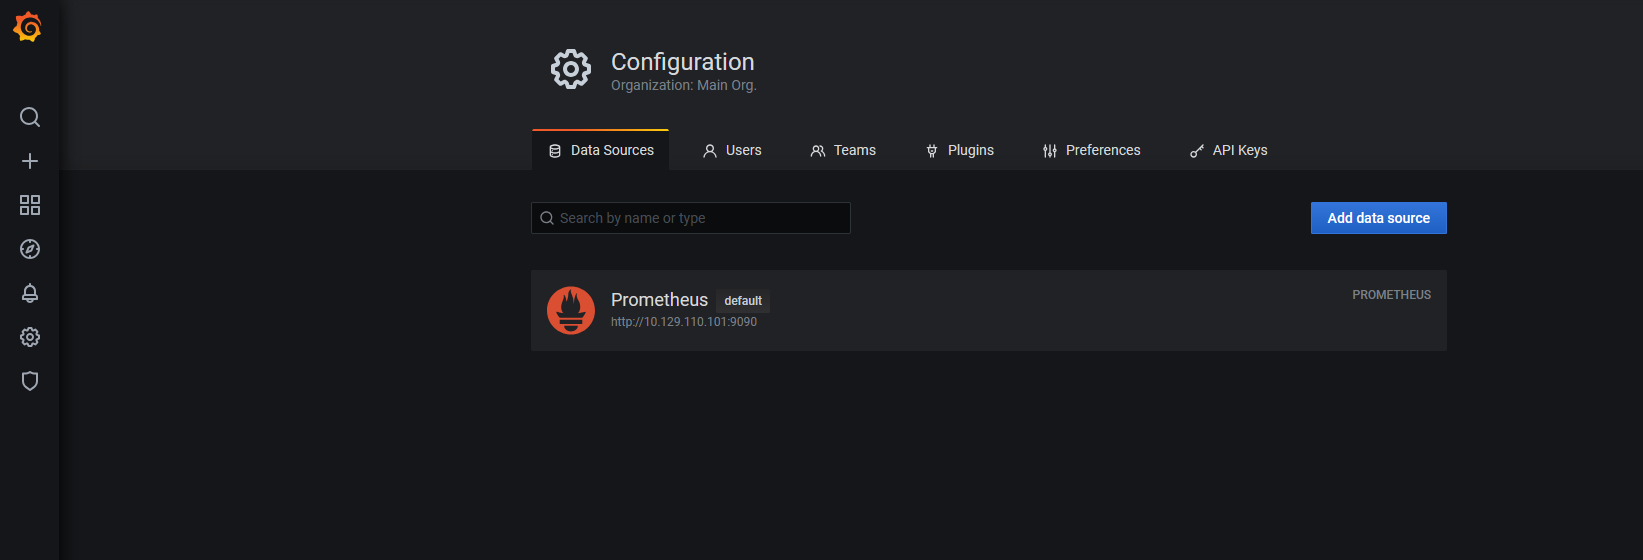 Configuration
Organization: Main Org.
Data Sources Users Teams Plugins Preferences API Keys
Search by name or type Add data source
Prometheus default PROMETHEUS
http://10.129.110.101:9090